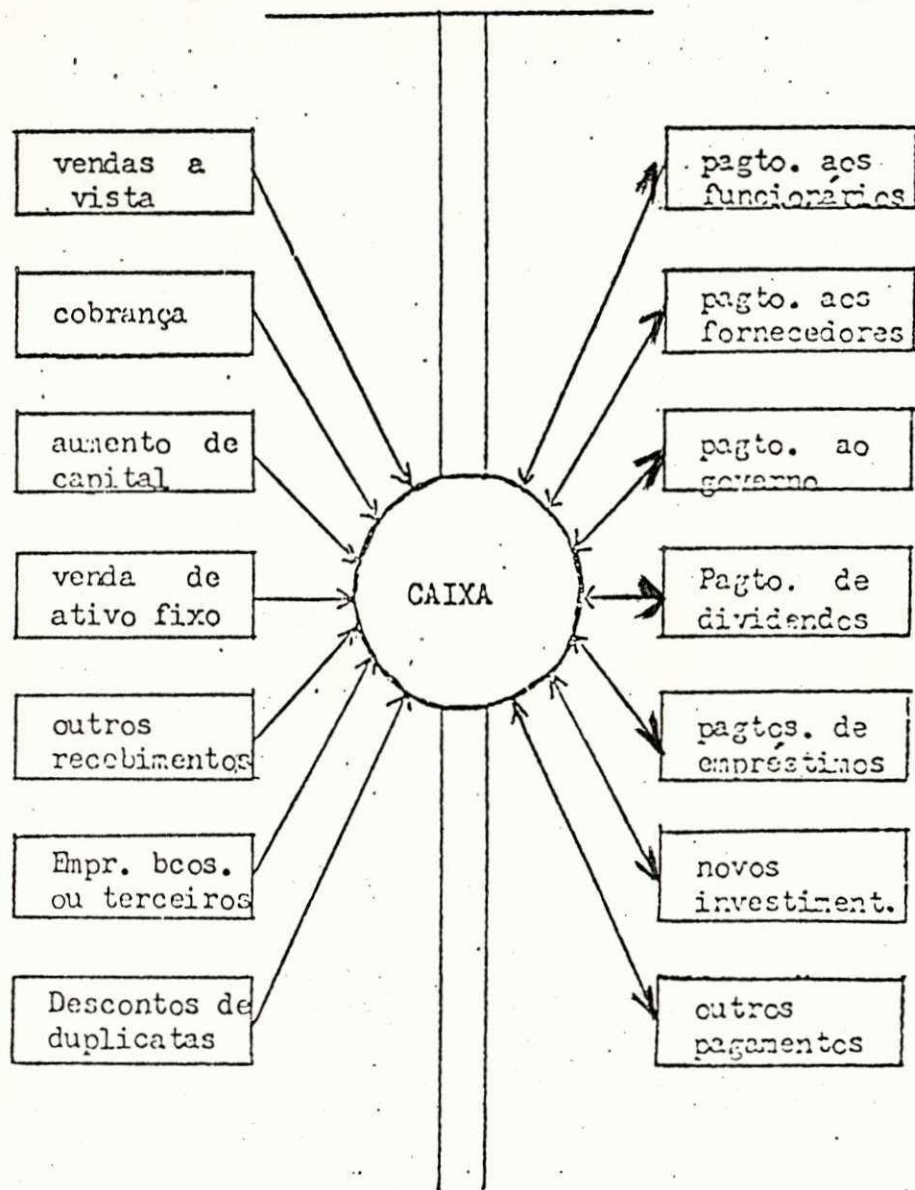 vendas a
vista
cobrança
aumento de
capital
venda de
ativo fixo
outros
recebimentos
Empr. bcos.
ou terceiros
Descontos de
duplicatas
CAIXA
pagto. aos
funcionários
pagto. aos
fornecedores
pagto. ao
governo
Pagto. de
dividendos
pagtos. de
empréstimos
novos
investiment.
outros
pagamentos